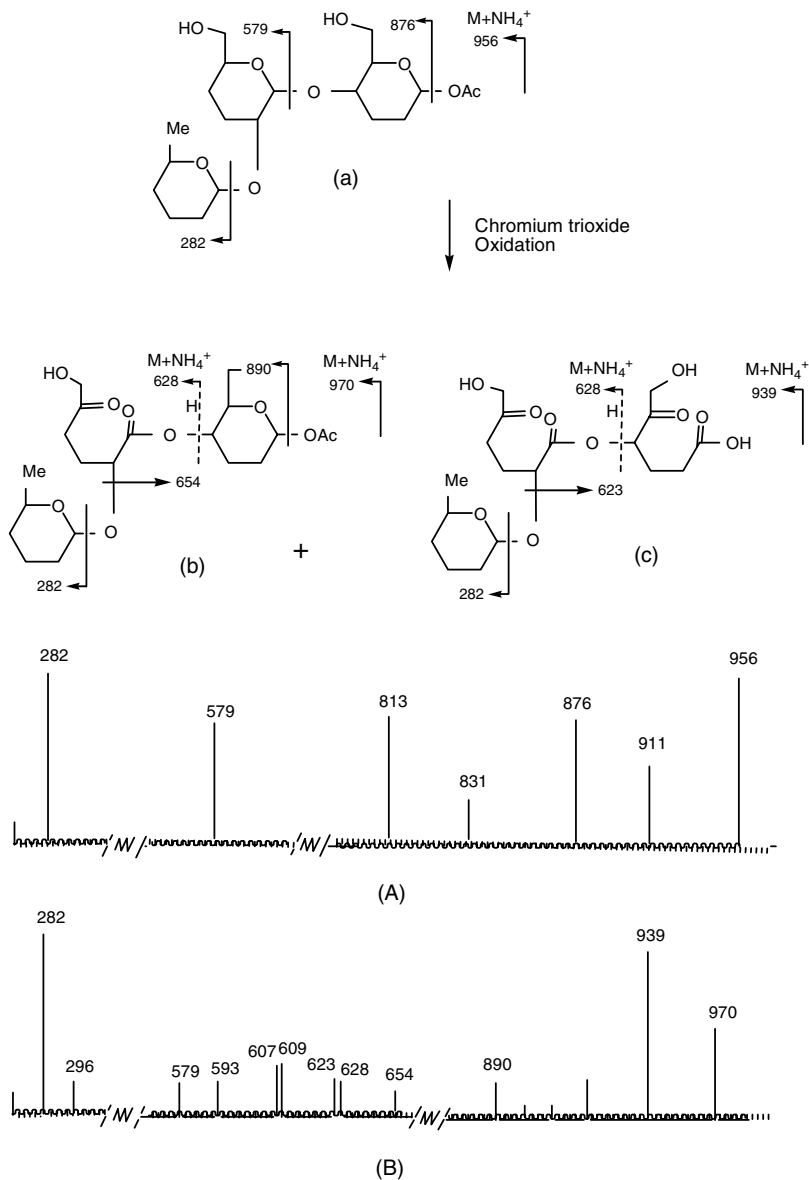 HO
HO
579
876
M+NH4+
956
O
O
O
OAc
Me
O
O
(a)
282
Chromium trioxide
Oxidation
M+NH4+
628
890
M+NH4+
970
HO
O
O
H
O
O
OAc
Me
654
O
O
(b)
282
+
M+NH4+
628
OH
M+NH4+
939
HO
O
O
H
O
O
O
OH
Me
623
O
O
(c)
282
282
579
813
831
876
911
956
(A)
282
296
579
593
607
609
623
628
654
890
939
970
(B)